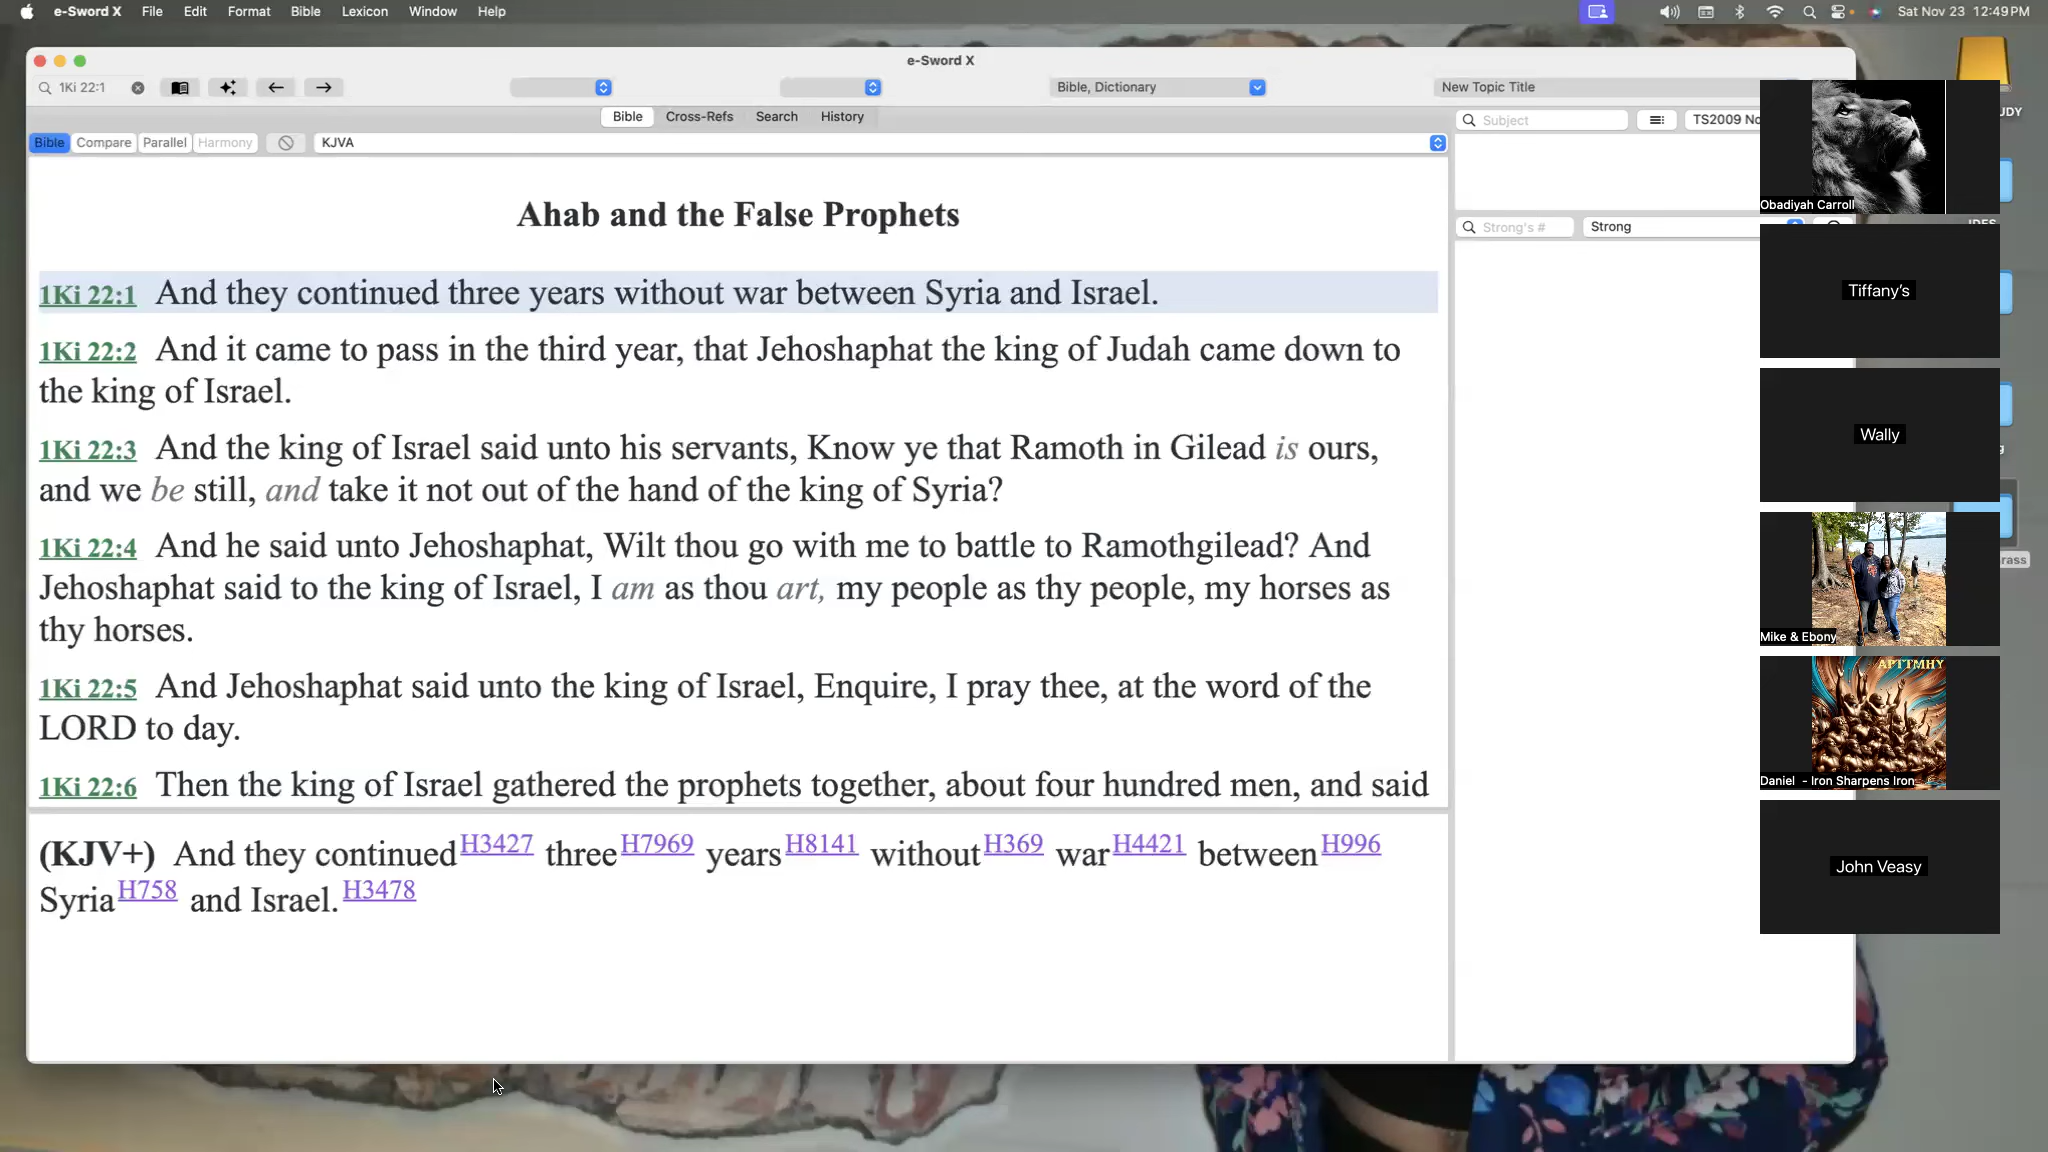 e-Sword X File Edit Format Bible Lexicon Window Help Sat Nov 23 12:49 PM
e-Sword X
1Ki 22:1 Bible, Dictionary New Topic Title
Bible Cross-Refs Search History
Subject TS2009 No
Bible Compare Parallel Harmony KJVA
Ahab and the False Prophets
Strong's # Strong
1Ki 22:1 And they continued three years without war between Syria and Israel.
1Ki 22:2 And it came to pass in the third year, that Jehoshaphat the king of Judah came down to
the king of Israel.
1Ki 22:3 And the king of Israel said unto his servants, Know ye that Ramoth in Gilead is ours,
and we be still, and take it not out of the hand of the king of Syria?
1Ki 22:4 And he said unto Jehoshaphat, Wilt thou go with me to battle to Ramothgilead? And
Jehoshaphat said to the king of Israel, I am as thou art, my people as thy people, my horses as
thy horses.
1Ki 22:5 And Jehoshaphat said unto the king of Israel, Enquire, I pray thee, at the word of the
LORD to day.
1Ki 22:6 Then the king of Israel gathered the prophets together, about four hundred men, and said
(KJV+) And they continued H3427 three H7969 years H8141 without H369 war H4421 between H996
Syria H758 and Israel. H3478
UDY
Obadiyah Carroll
Tiffany's
Wally
rass
Mike & Ebony
APTTMHY
Daniel - Iron Sharpens Iron
John Veasy